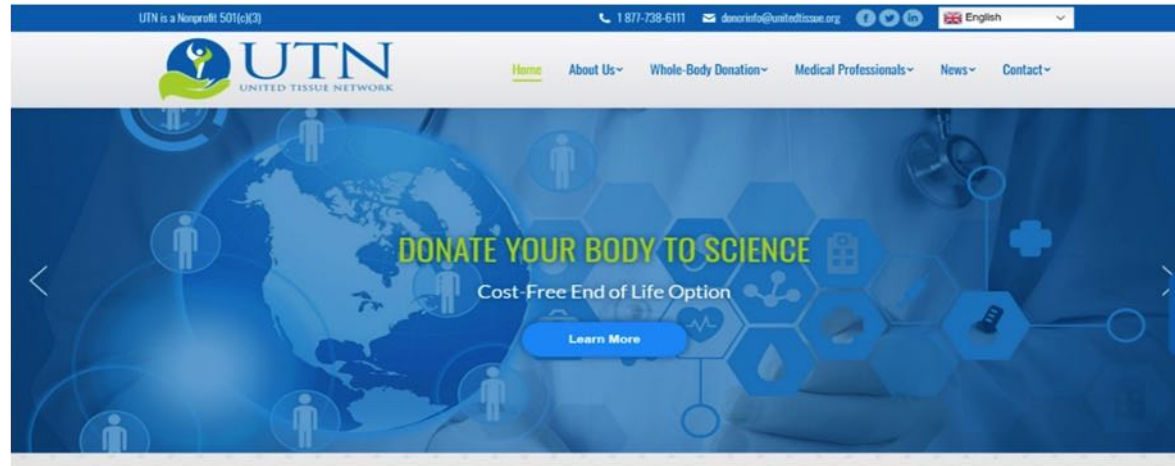 UTN is a Nonprofit 501(c)(3)
1 877-738-6111 donorinfo@unitedtissue.org English
UTN
UNITED TISSUE NETWORK
Home About Us Whole-Body Donation Medical Professionals News Contact
DONATE YOUR BODY TO SCIENCE
Cost-Free End of Life Option
Learn More